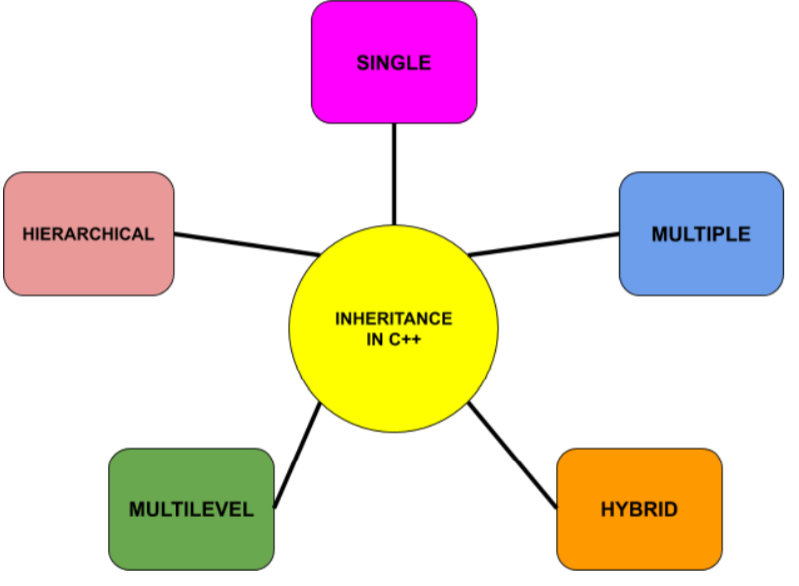 SINGLE
HIERARCHICAL
MULTIPLE
INHERITANCE
IN C++
MULTILEVEL
HYBRID